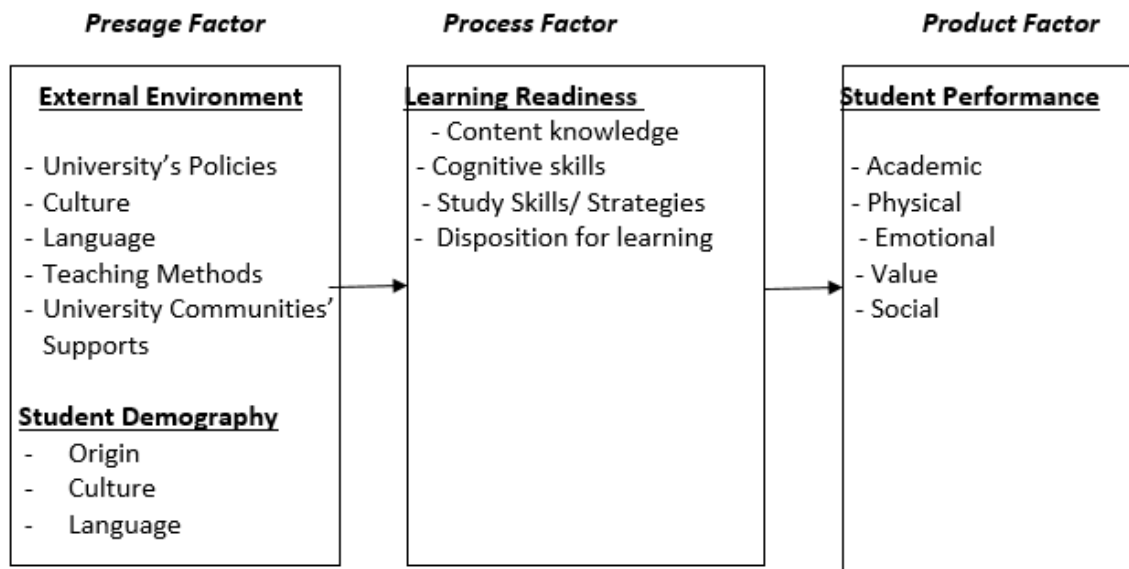 Presage Factor
Process Factor
Product Factor
External Environment
- University’s Policies
- Culture
- Language
- Teaching Methods
- University Communities’
Supports
Student Demography
- Origin
- Culture
- Language
Learning Readiness
- Content knowledge
- Cognitive skills
- Study Skills/ Strategies
- Disposition for learning
Student Performance
- Academic
- Physical
- Emotional
- Value
- Social